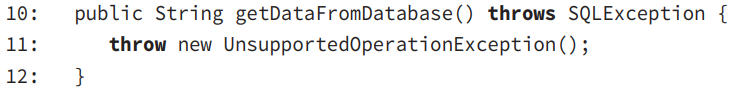 10:   public String getDataFromDatabase() throws SQLException {
11:      throw new UnsupportedOperationException();
12:   }